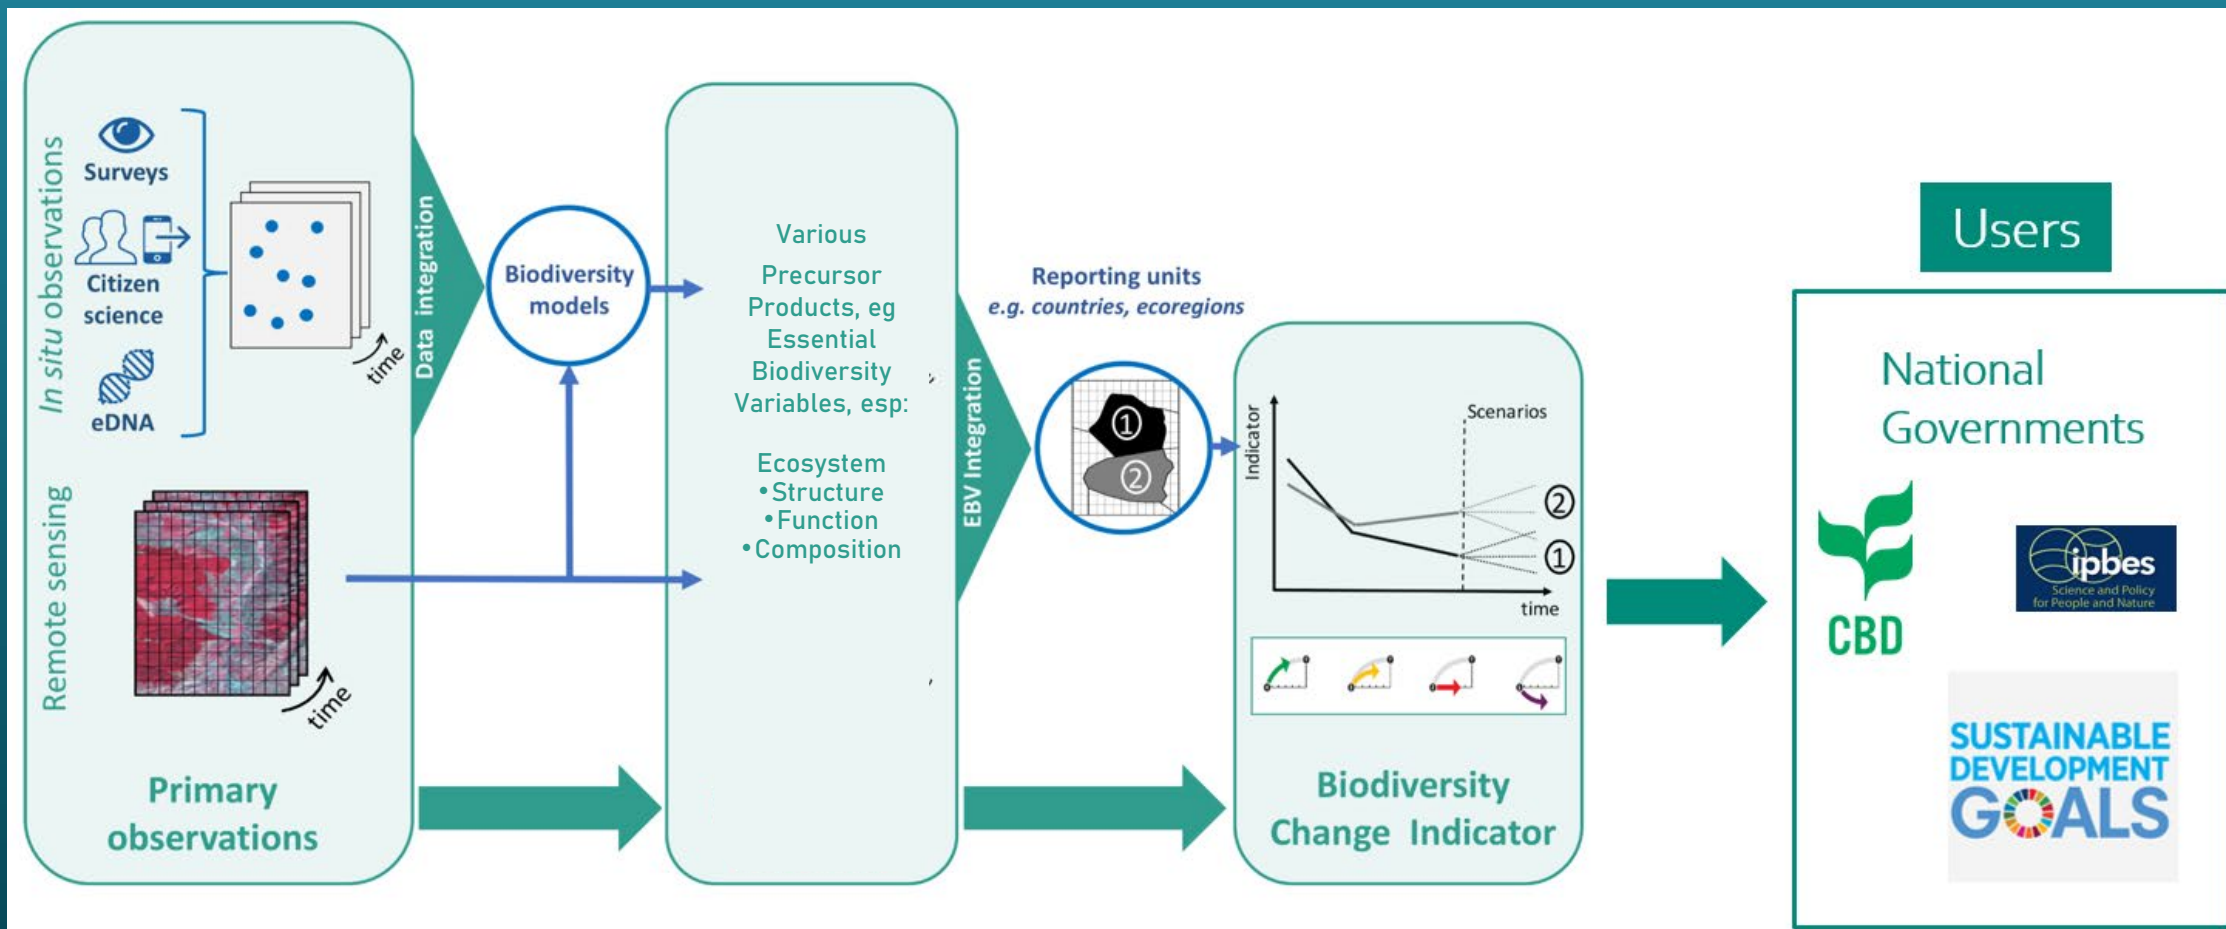 In situ observations
Surveys
Citizen
science
eDNA
time
Remote sensing
time
Primary
observations
Data integration
Biodiversity
models
Various
Precursor
Products, eg
Essential
Biodiversity
Variables, esp:
Ecosystem
•Structure
•Function
•Composition
EBV Integration
Reporting units
e.g. countries, ecoregions
1
2
Indicator
Scenarios
2
1
time
Biodiversity
Change Indicator
Users
National
Governments
CBD
ipbes
Science and Policy
for People and Nature
SUSTAINABLE
DEVELOPMENT
GOALS